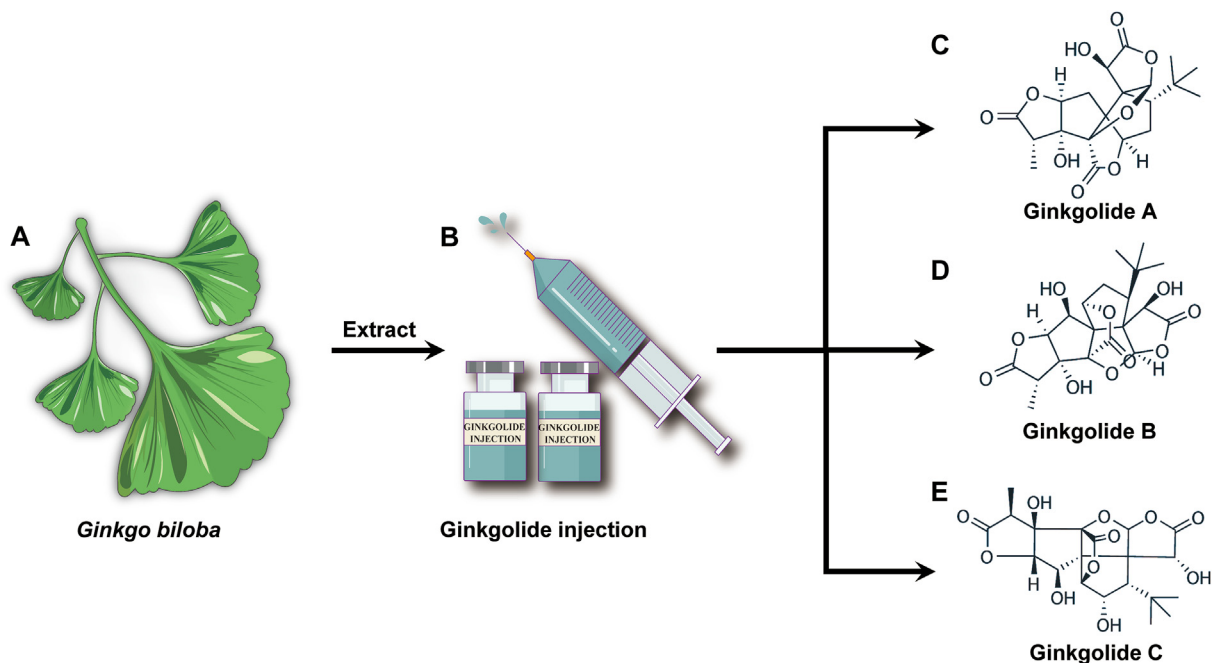 A
Ginkgo biloba
Extract
B
GINKGOLIDE
INJECTION
GINKGOLIDE
INJECTION
Ginkgolide injection
C
O
HO
O
H
O
O
O
OH
H
O
O
Ginkgolide A
D
HO
OH
H
O
O
O
O
O
O
O
H
OH
O
Ginkgolide B
E
OH
O
O
O
O
O
O
O
H
OH
OH
OH
Ginkgolide C